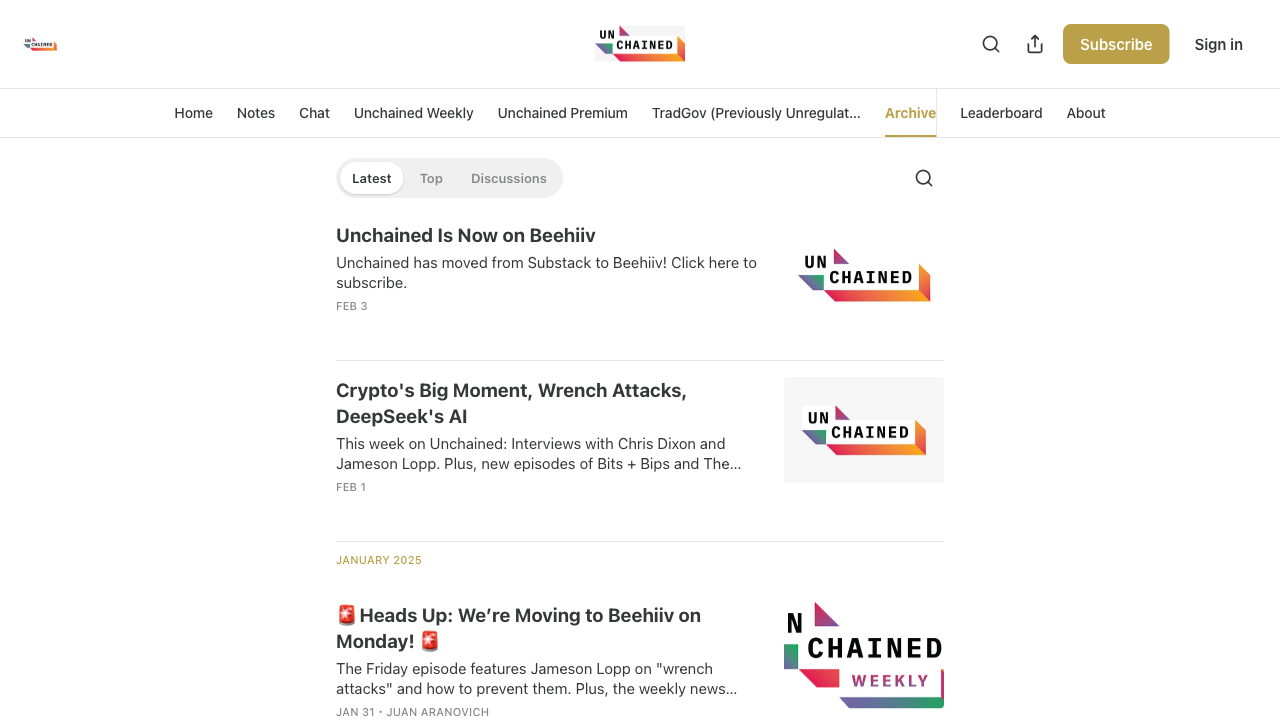 UN
CHAINED
UN
CHAINED
Subscribe
Sign in
Home
Notes
Chat
Unchained Weekly
Unchained Premium
TradGov (Previously Unregulat...
Archive
Leaderboard
About
Latest
Top
Discussions
Unchained Is Now on Beehiiv
Unchained has moved from Substack to Beehiiv! Click here to
subscribe.
FEB 3
UN
CHAINED
Crypto's Big Moment, Wrench Attacks,
DeepSeek's AI
This week on Unchained: Interviews with Chris Dixon and
Jameson Lopp. Plus, new episodes of Bits + Bips and The...
FEB 1
UN
CHAINED
JANUARY 2025
🚨Heads Up: We’re Moving to Beehiiv on
Monday! 🚨
The Friday episode features Jameson Lopp on "wrench
attacks" and how to prevent them. Plus, the weekly news...
JAN 31 • JUAN ARANOVICH
N
CHAINED
WEEKLY